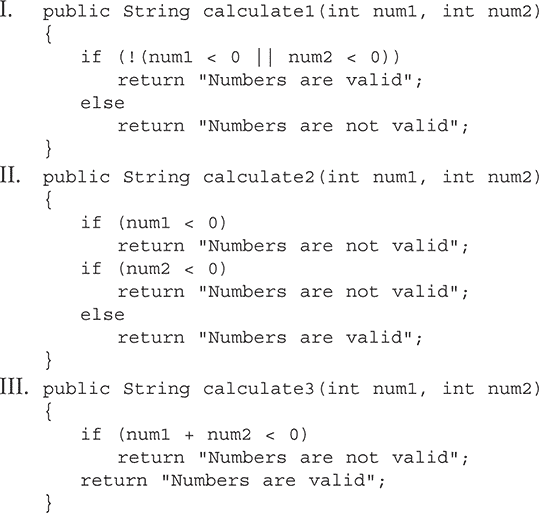 I. public String calculate1(int num1, int num2)
{
if (!(num1 < 0 || num2 < 0))
return "Numbers are valid";
else
return "Numbers are not valid";
}
II. public String calculate2(int num1, int num2)
{
if (num1 < 0)
return "Numbers are not valid";
if (num2 < 0)
return "Numbers are not valid";
else
return "Numbers are valid";
}
III. public String calculate3(int num1, int num2)
{
if (num1 + num2 < 0)
return "Numbers are not valid";
return "Numbers are valid";
}